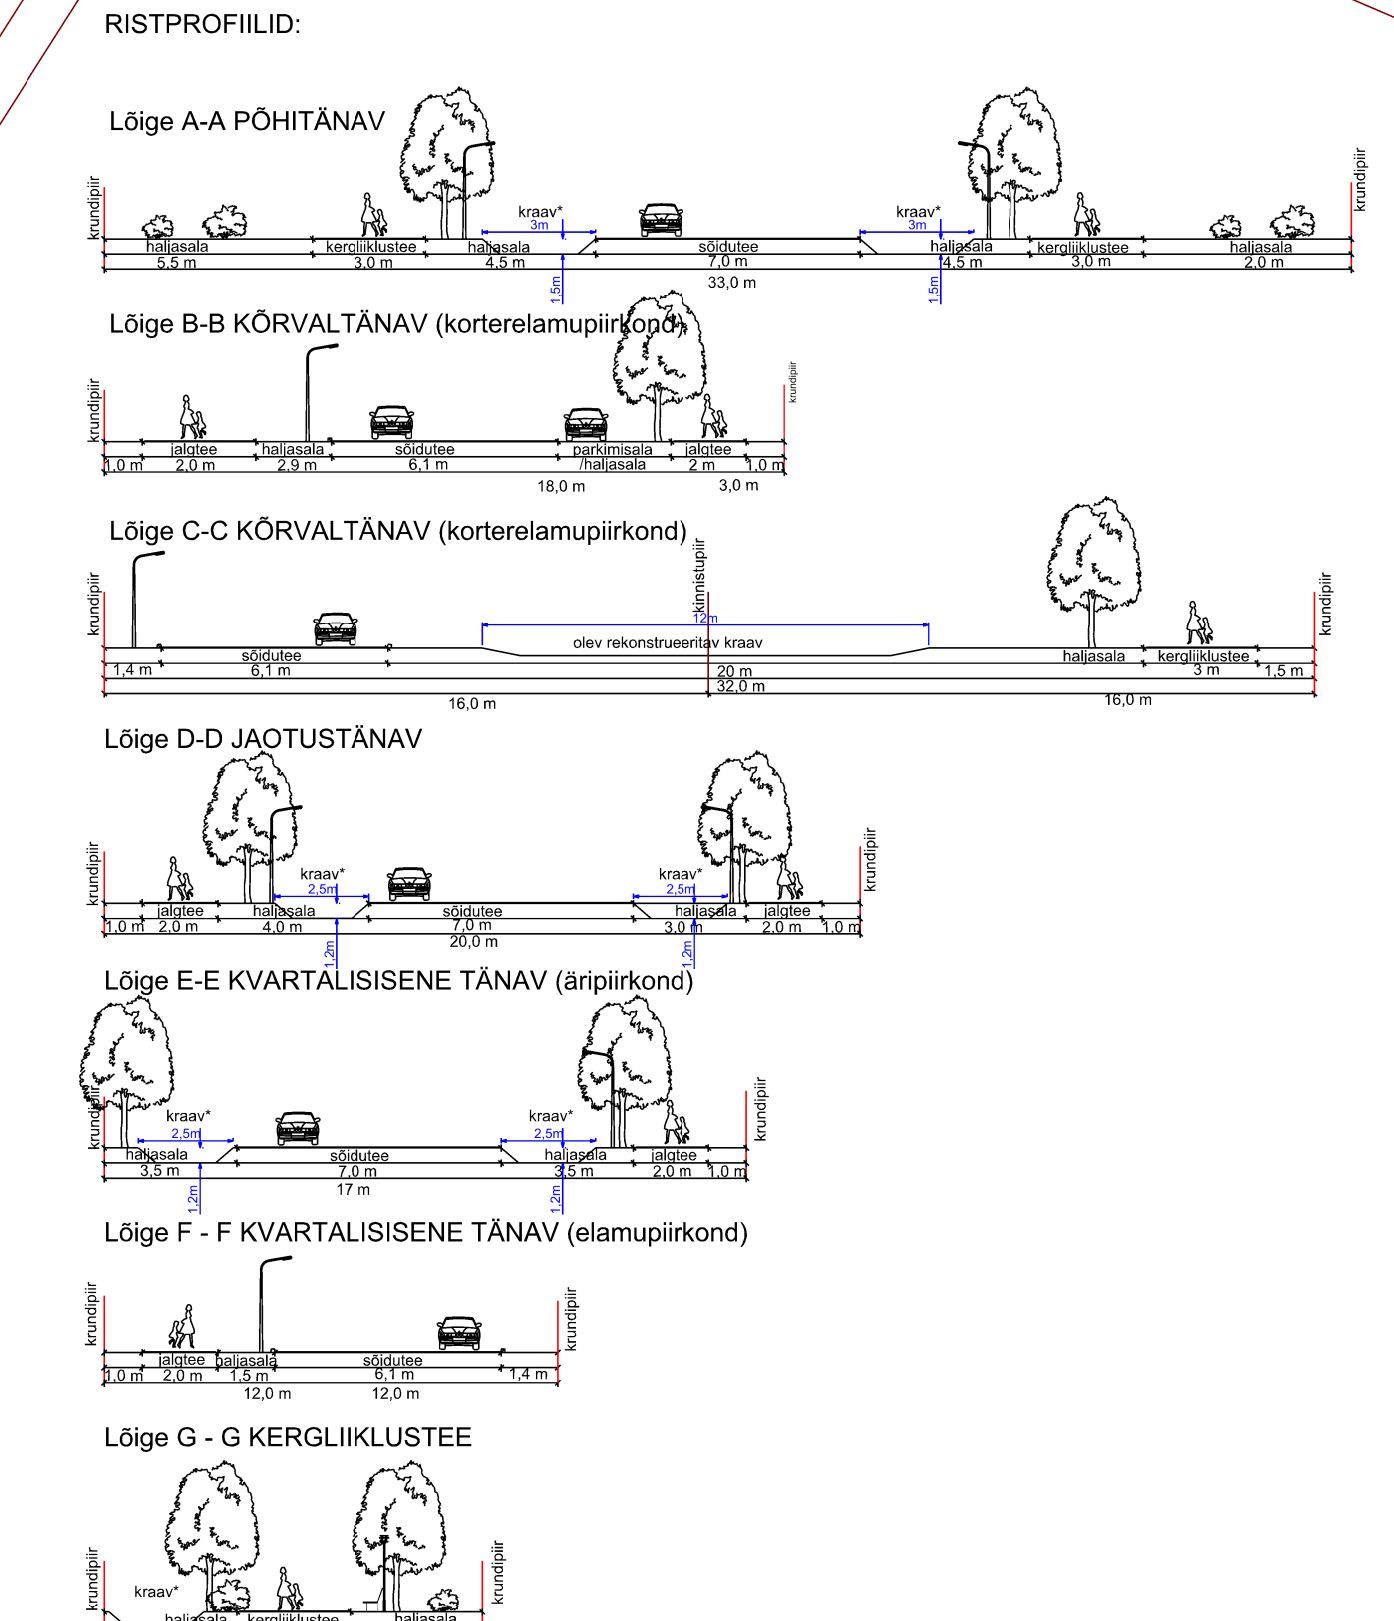 RISTPROFIILID:
Lõige A-A PÕHITÄNAV
krundipiir
krundipiir
kraav*
kraav*
3m
3m
haljasala kergliiklustee haljasala sõidutee haljasala kergliiklustee haljasala
5,5 m 3,0 m 4,5 m 7,0 m 4,5 m 3,0 m 2,0 m
33,0 m
1,5m
1,5m
Lõige B-B KÕRVALTÄNAV (korterelamupiirkond)
krundipiir
krundipiir
jalgtee haljasala sõidutee parkimisala jalgtee
1,0 m 2,0 m 2,9 m 6,1 m /haljasala 2 m 1,0 m
18,0 m 3,0 m
Lõige C-C KÕRVALTÄNAV (korterelamupiirkond)
krundipiir
kinnistupiir
krundipiir
12m
olev rekonstrueeritav kraav
sõidutee haljasala kergliiklustee
1,4 m 6,1 m 20 m 3 m 1,5 m
32,0 m
16,0 m 16,0 m
Lõige D-D JAOTUSTÄNAV
krundipiir
krundipiir
kraav*
kraav*
2,5m
2,5m
jalgtee haljasala sõidutee haljasala jalgtee
1,0 m 2,0 m 4,0 m 7,0 m 3,0 m 2,0 m 1,0 m
20,0 m
1,2m
1,2m
Lõige E-E KVARTALISISENE TÄNAV (äripiirkond)
krundipiir
krundipiir
kraav*
kraav*
2,5m
2,5m
haljasala sõidutee haljasala jalgtee
3,5 m 7,0 m 3,5 m 2,0 m 1,0 m
17 m
1,2m
1,2m
Lõige F - F KVARTALISISENE TÄNAV (elamupiirkond)
krundipiir
krundipiir
jalgtee haljasala sõidutee
1,0 m 2,0 m 1,5 m 6,1 m 1,4 m
12,0 m 12,0 m
Lõige G - G KERGLIIKLUSTEE
krundipiir
krundipiir
kraav*
haljasala kergliiklustee haljasala